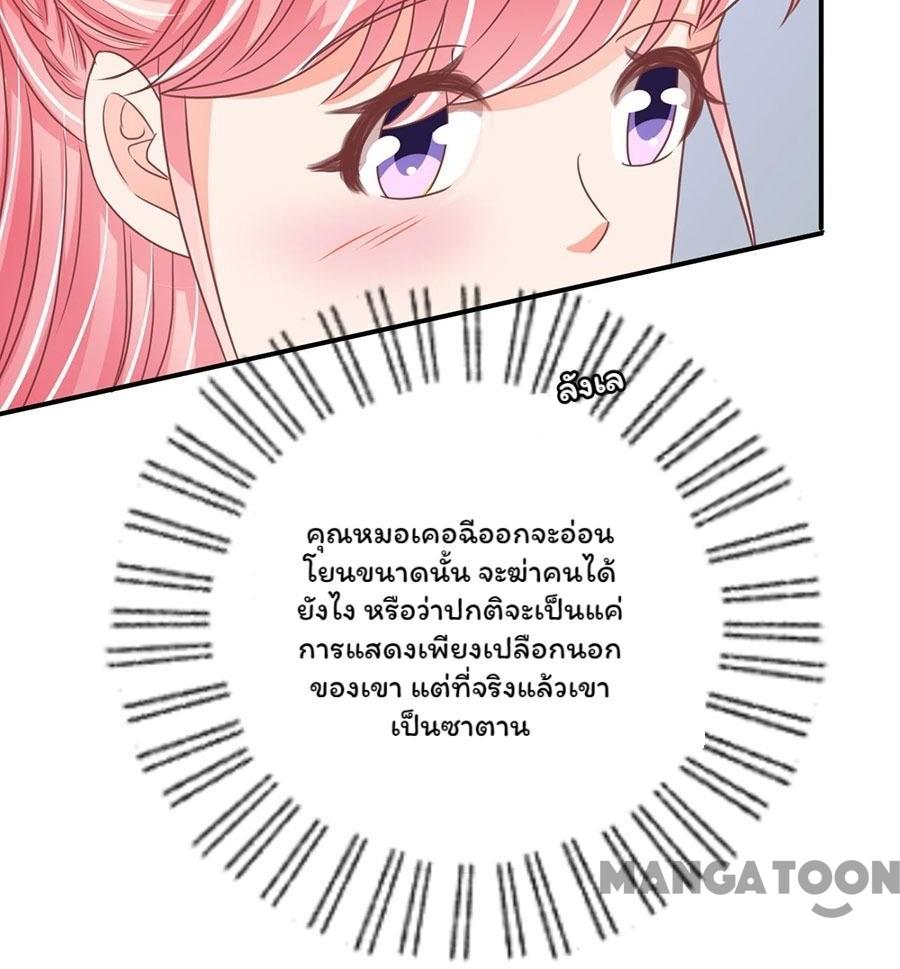 ลังเล
คุณหมอเคอฉีออกจะอ่อน
โยนขนาดนั้น จะฆ่าคนได้
ยังไง หรือว่าปกติจะเป็นแค่
การแสดงเพียงเปลือกนอก
ของเขา แต่ที่จริงแล้วเขา
เป็นซาตาน
MANGATOON